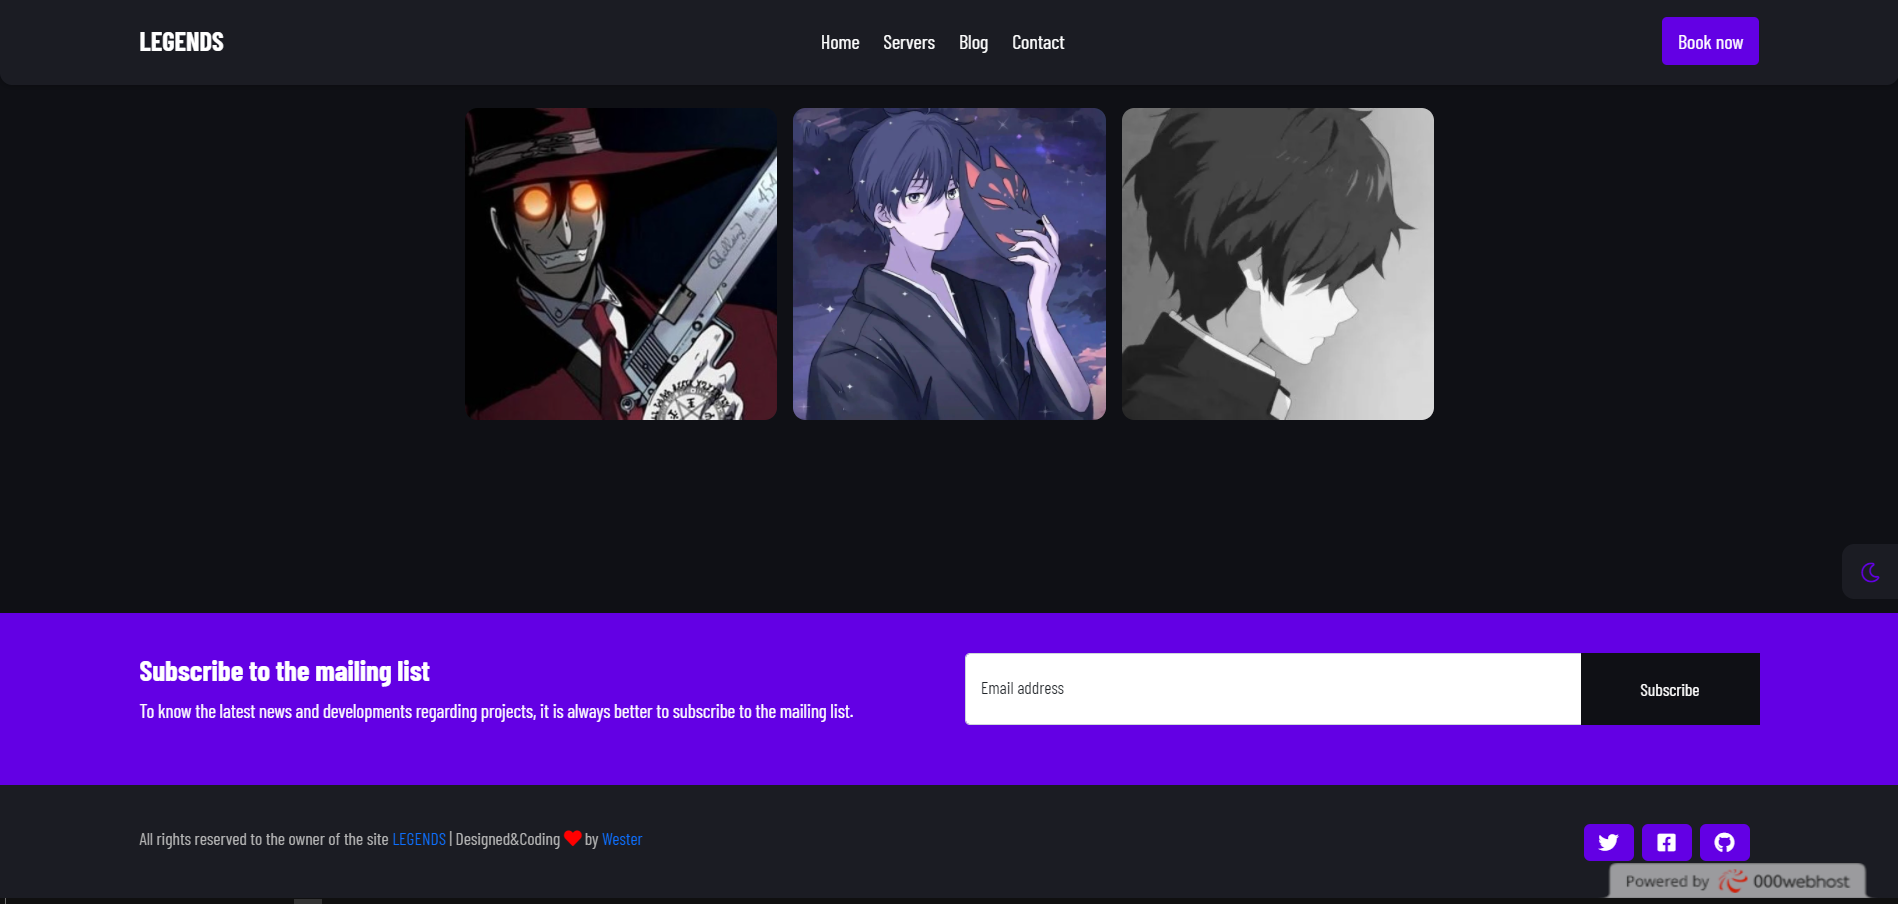 LEGENDS
Home Servers Blog Contact
Book now
454
Subscribe to the mailing list
To know the latest news and developments regarding projects, it is always better to subscribe to the mailing list.
Email address
Subscribe
All rights reserved to the owner of the site LEGENDS | Designed&Coding by Wester
Powered by 000webhost